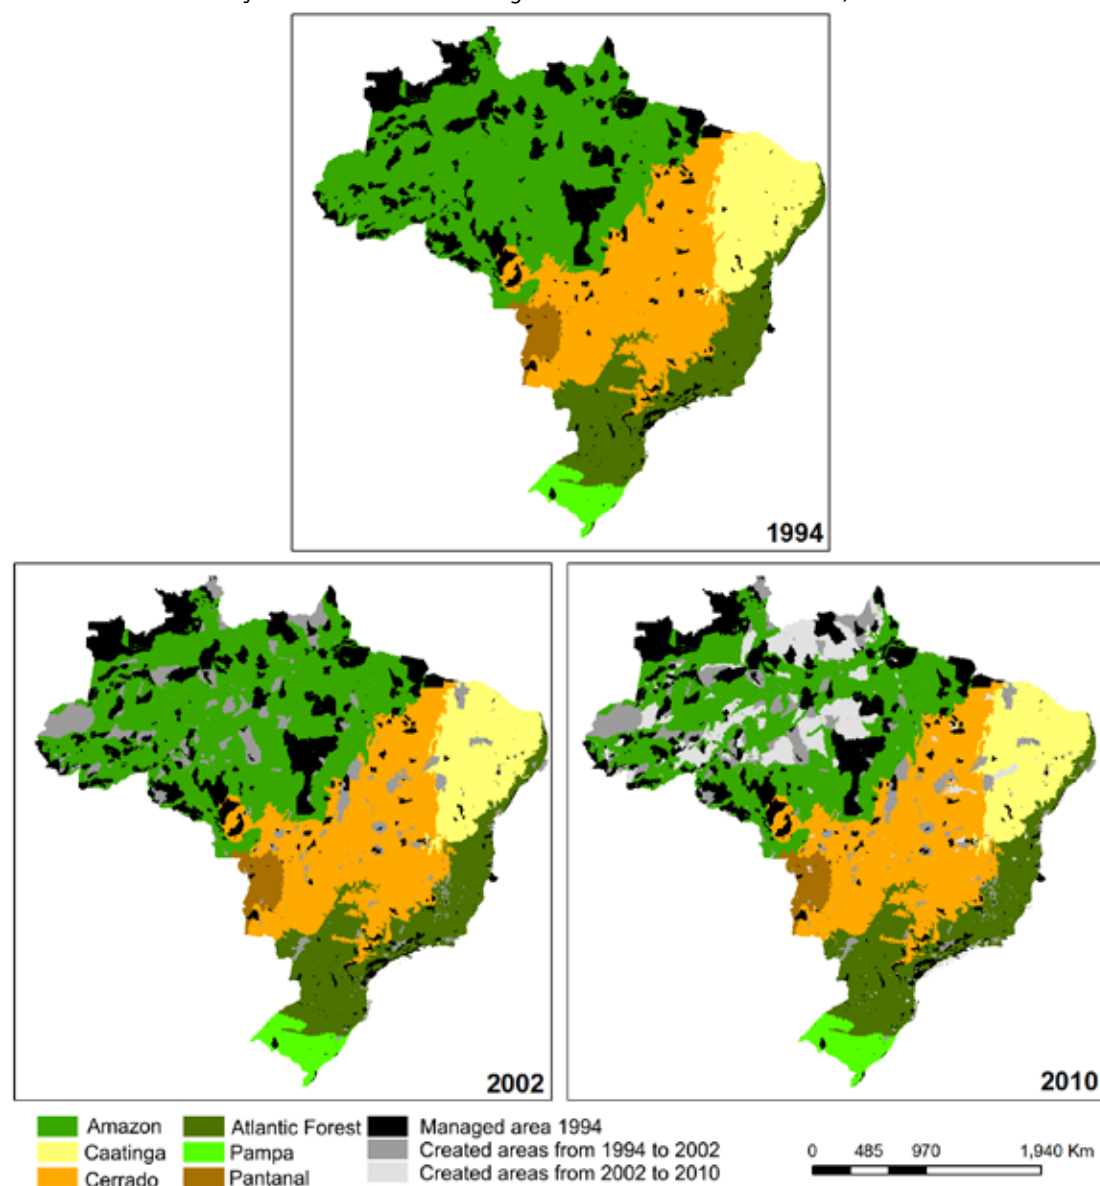 1994
2002
2010
Amazon
Atlantic Forest
Managed area 1994
Caatinga
Pampa
Created areas from 1994 to 2002
Cerrado
Pantanal
Created areas from 2002 to 2010
0 485 970 1,940 Km